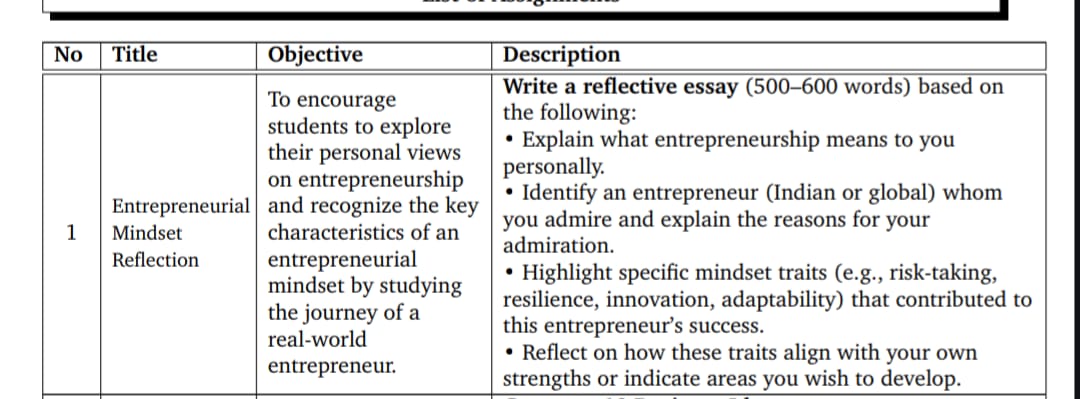 List of Assignments
No Title Objective Description
1
Entrepreneurial
Mindset
Reflection
To encourage
students to explore
their personal views
on entrepreneurship
and recognize the key
characteristics of an
entrepreneurial
mindset by studying
the journey of a
real-world
entrepreneur.
Write a reflective essay (500–600 words) based on
the following:
• Explain what entrepreneurship means to you
personally.
• Identify an entrepreneur (Indian or global) whom
you admire and explain the reasons for your
admiration.
• Highlight specific mindset traits (e.g., risk-taking,
resilience, innovation, adaptability) that contributed to
this entrepreneur’s success.
• Reflect on how these traits align with your own
strengths or indicate areas you wish to develop.